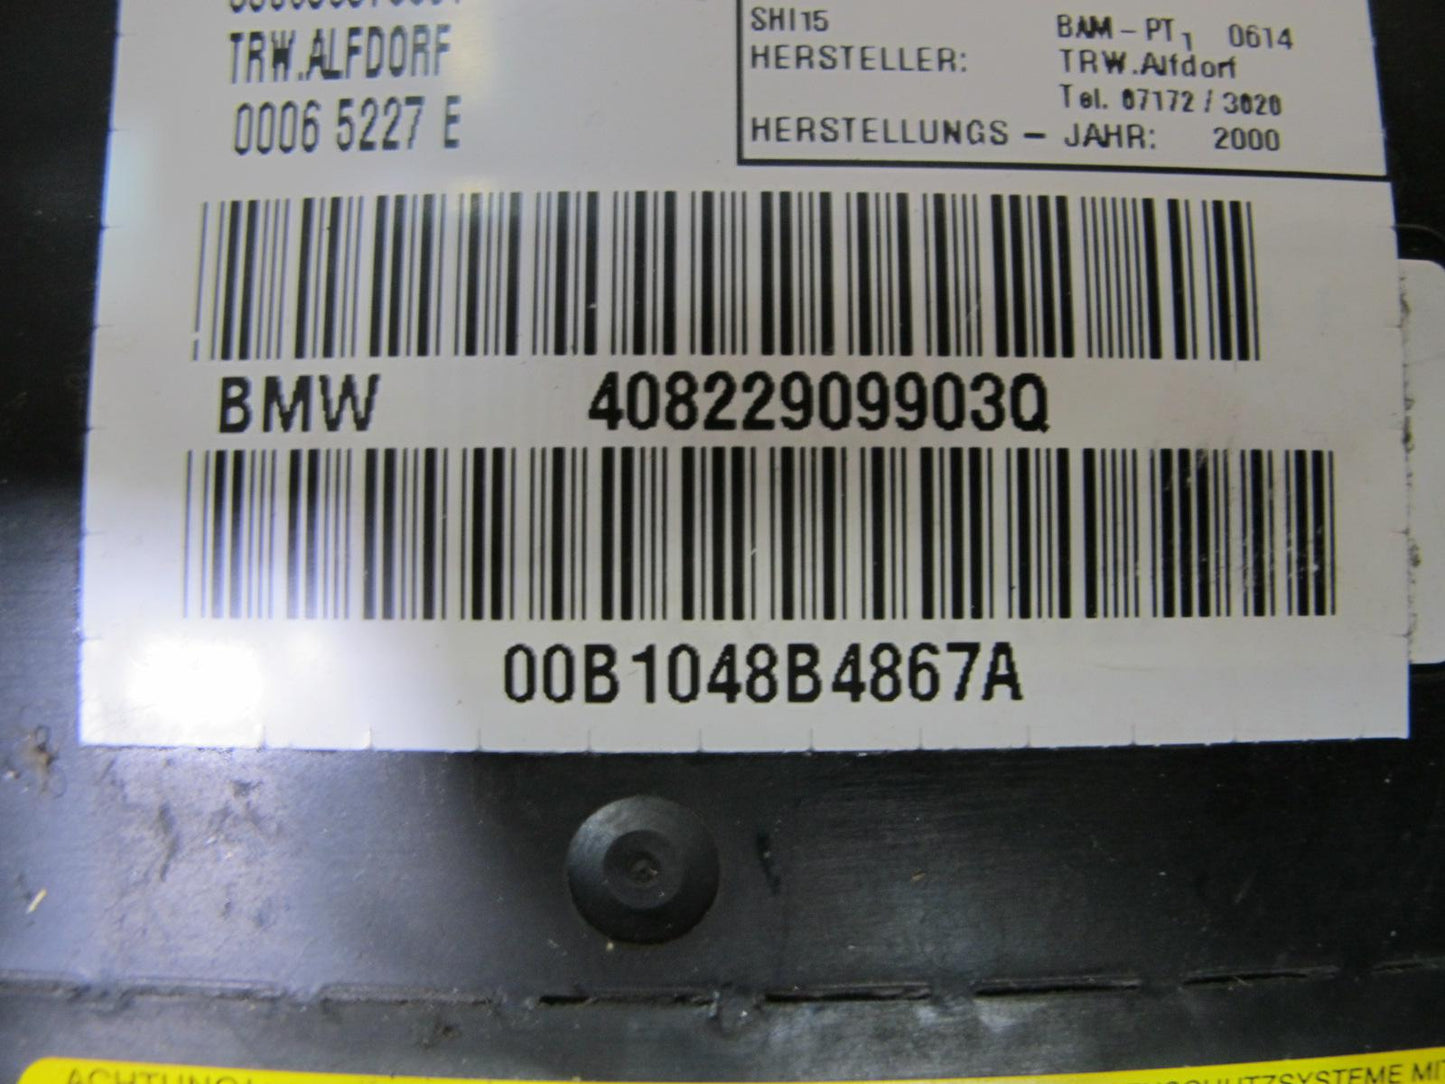 TRW.ALFDORF
0006 5227 E
SHI15 BAM-PT1 0614
HERSTELLER: TRW.Alfdorf
Tel. 07172 / 3020
HERSTELLUNGS - JAHR: 2000
BMW 40822909903Q
00B1048B4867A
ACHTUNG!